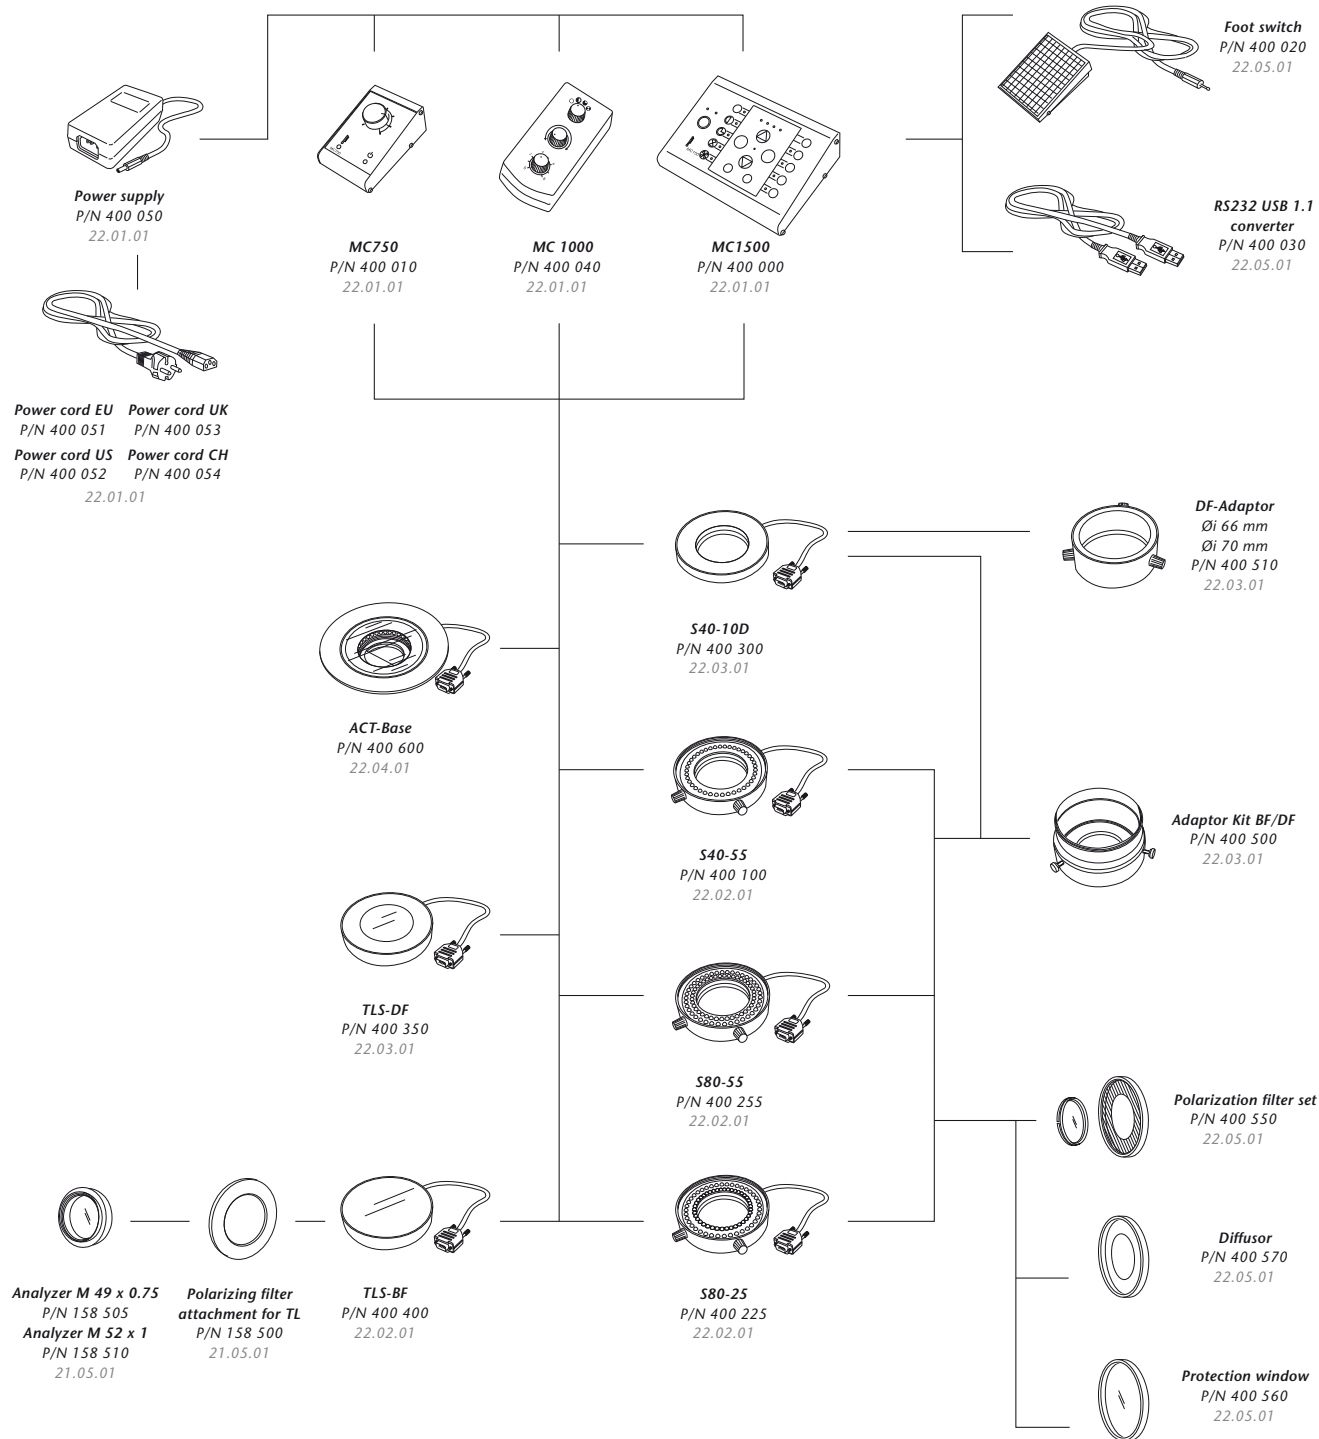 Foot switch
P/N 400 020
22.05.01
Power supply
P/N 400 050
22.01.01
MC750
P/N 400 010
22.01.01
MC 1000
P/N 400 040
22.01.01
MC1500
P/N 400 000
22.01.01
RS232 USB 1.1
converter
P/N 400 030
22.05.01
Power cord EU
P/N 400 051
Power cord UK
P/N 400 053
Power cord US
P/N 400 052
Power cord CH
P/N 400 054
22.01.01
DF-Adaptor
Øi 66 mm
Øi 70 mm
P/N 400 510
22.03.01
S40-10D
P/N 400 300
22.03.01
ACT-Base
P/N 400 600
22.04.01
S40-55
P/N 400 100
22.02.01
Adaptor Kit BF/DF
P/N 400 500
22.03.01
TLS-DF
P/N 400 350
22.03.01
S80-55
P/N 400 255
22.02.01
Polarization filter set
P/N 400 550
22.05.01
Analyzer M 49 x 0.75
P/N 158 505
Analyzer M 52 x 1
P/N 158 510
21.05.01
Polarizing filter
attachment for TL
P/N 158 500
21.05.01
TLS-BF
P/N 400 400
22.02.01
S80-25
P/N 400 225
22.02.01
Diffusor
P/N 400 570
22.05.01
Protection window
P/N 400 560
22.05.01